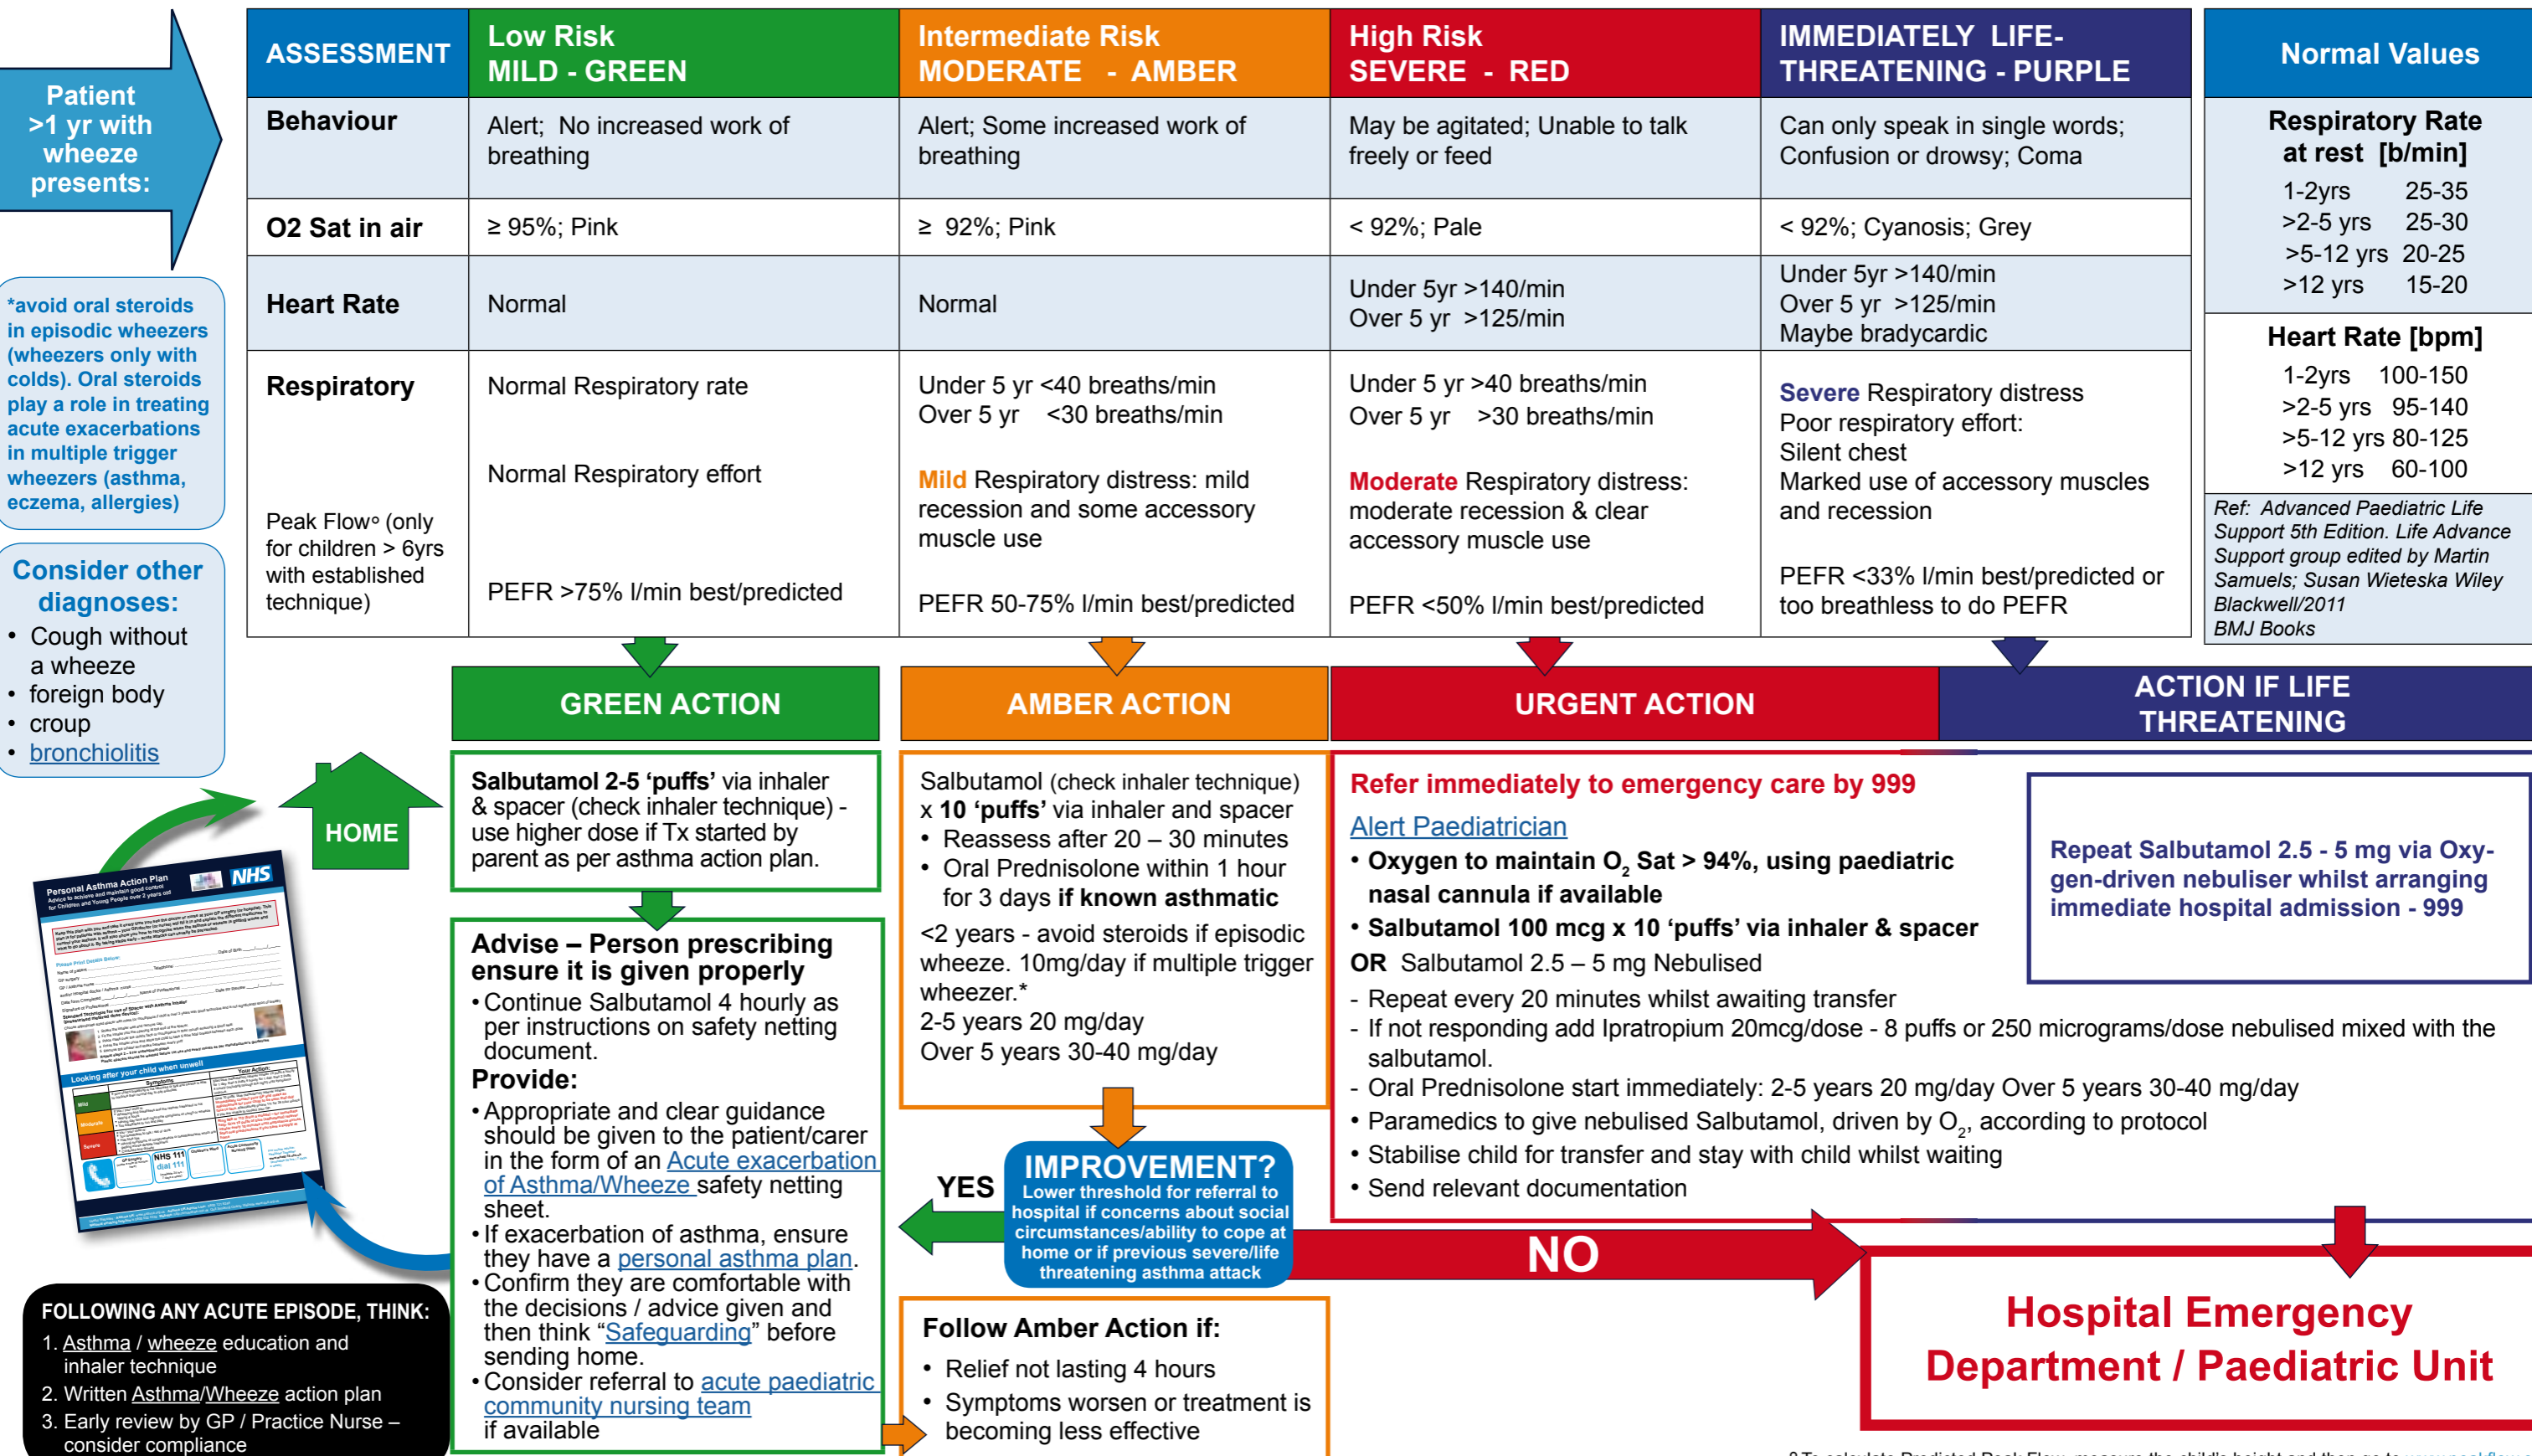 Patient
>1 yr with
wheeze
presents:
*avoid oral steroids
in episodic wheezers
(wheezers only with
colds). Oral steroids
play a role in treating
acute exacerbations
in multiple trigger
wheezers (asthma,
eczema, allergies)
Consider other
diagnoses:
• Cough without
a wheeze
• foreign body
• croup
• bronchiolitis
ASSESSMENT
Low Risk
MILD - GREEN
Intermediate Risk
MODERATE - AMBER
High Risk
SEVERE - RED
IMMEDIATELY LIFE-
THREATENING - PURPLE
Behaviour
Alert; No increased work of
breathing
Alert; Some increased work of
breathing
May be agitated; Unable to talk
freely or feed
Can only speak in single words;
Confusion or drowsy; Coma
O2 Sat in air
≥ 95%; Pink
≥ 92%; Pink
< 92%; Pale
< 92%; Cyanosis; Grey
Heart Rate
Normal
Normal
Under 5yr >140/min
Over 5 yr >125/min
Under 5yr >140/min
Over 5 yr >125/min
Maybe bradycardic
Respiratory
Peak Flow° (only
for children > 6yrs
with established
technique)
Normal Respiratory rate
Normal Respiratory effort
PEFR >75% l/min best/predicted
Under 5 yr <40 breaths/min
Over 5 yr <30 breaths/min
Mild Respiratory distress: mild
recession and some accessory
muscle use
PEFR 50-75% l/min best/predicted
Under 5 yr >40 breaths/min
Over 5 yr >30 breaths/min
Moderate Respiratory distress:
moderate recession & clear
accessory muscle use
PEFR <50% l/min best/predicted
Severe Respiratory distress
Poor respiratory effort:
Silent chest
Marked use of accessory muscles
and recession
PEFR <33% l/min best/predicted or
too breathless to do PEFR
Normal Values
Respiratory Rate
at rest [b/min]
1-2yrs 25-35
>2-5 yrs 25-30
>5-12 yrs 20-25
>12 yrs 15-20
Heart Rate [bpm]
1-2yrs 100-150
>2-5 yrs 95-140
>5-12 yrs 80-125
>12 yrs 60-100
Ref: Advanced Paediatric Life
Support 5th Edition. Life Advance
Support group edited by Martin
Samuels; Susan Wieteska Wiley
Blackwell/2011
BMJ Books
GREEN ACTION
AMBER ACTION
URGENT ACTION
ACTION IF LIFE
THREATENING
HOME
Salbutamol 2-5 ‘puffs’ via inhaler
& spacer (check inhaler technique) -
use higher dose if Tx started by
parent as per asthma action plan.
Advise – Person prescribing
ensure it is given properly
• Continue Salbutamol 4 hourly as
per instructions on safety netting
document.
Provide:
• Appropriate and clear guidance
should be given to the patient/carer
in the form of an Acute exacerbation
of Asthma/Wheeze safety netting
sheet.
• If exacerbation of asthma, ensure
they have a personal asthma plan.
• Confirm they are comfortable with
the decisions / advice given and
then think “Safeguarding” before
sending home.
• Consider referral to acute paediatric
community nursing team
if available
Salbutamol (check inhaler technique)
x 10 ‘puffs’ via inhaler and spacer
• Reassess after 20 – 30 minutes
• Oral Prednisolone within 1 hour
for 3 days if known asthmatic
<2 years - avoid steroids if episodic
wheeze. 10mg/day if multiple trigger
wheezer.*
2-5 years 20 mg/day
Over 5 years 30-40 mg/day
IMPROVEMENT?
Lower threshold for referral to
hospital if concerns about social
circumstances/ability to cope at
home or if previous severe/life
threatening asthma attack
YES
NO
Follow Amber Action if:
• Relief not lasting 4 hours
• Symptoms worsen or treatment is
becoming less effective
Refer immediately to emergency care by 999
Alert Paediatrician
• Oxygen to maintain O2 Sat > 94%, using paediatric
nasal cannula if available
• Salbutamol 100 mcg x 10 ‘puffs’ via inhaler & spacer
OR Salbutamol 2.5 – 5 mg Nebulised
- Repeat every 20 minutes whilst awaiting transfer
- If not responding add Ipratropium 20mcg/dose - 8 puffs or 250 micrograms/dose nebulised mixed with the
salbutamol.
- Oral Prednisolone start immediately: 2-5 years 20 mg/day Over 5 years 30-40 mg/day
• Paramedics to give nebulised Salbutamol, driven by O2, according to protocol
• Stabilise child for transfer and stay with child whilst waiting
• Send relevant documentation
Repeat Salbutamol 2.5 - 5 mg via Oxy-
gen-driven nebuliser whilst arranging
immediate hospital admission - 999
Hospital Emergency
Department / Paediatric Unit
Personal Asthma Action Plan
Advice to achieve and maintain good control
for Children and Young People over 2 years old
NHS
Looking after your child when unwell
Symptoms
Your Action:
Mild
Moderate
Severe
NHS 111
dial 111
FOLLOWING ANY ACUTE EPISODE, THINK:
1. Asthma / wheeze education and
inhaler technique
2. Written Asthma/Wheeze action plan
3. Early review by GP / Practice Nurse –
consider compliance